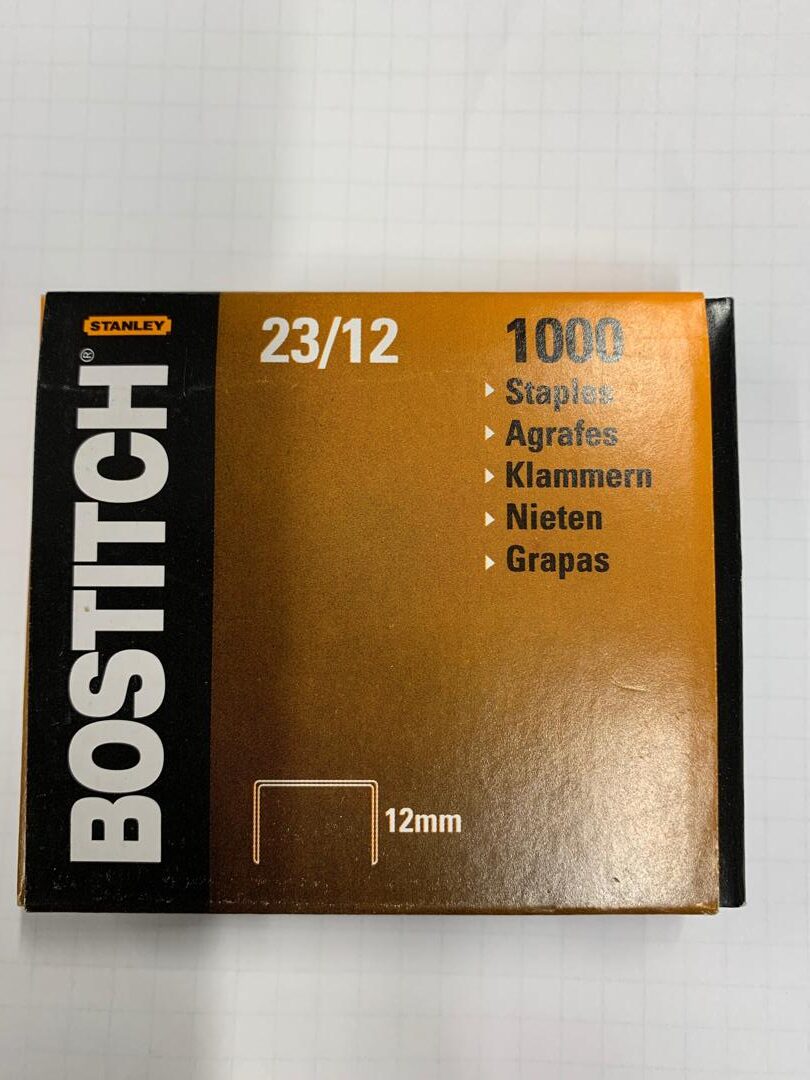 STANLEY
BOSTITCH®
23/12
1000
Staples
Agrafes
Klammern
Nieten
Grapas
12mm